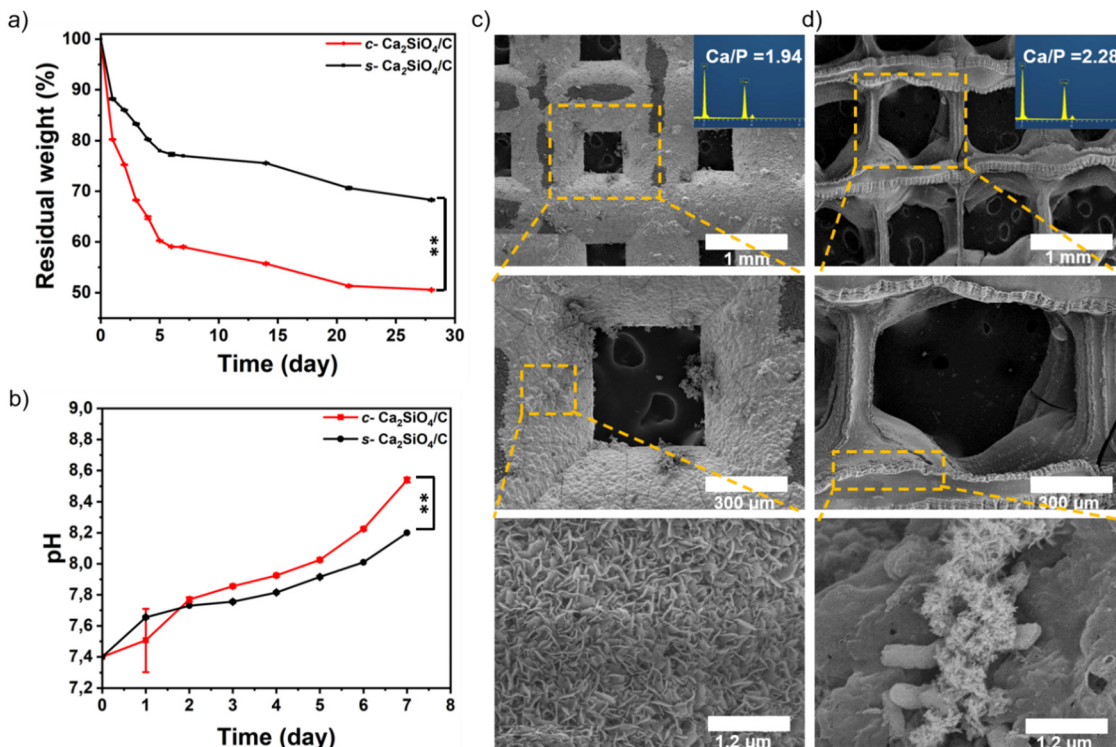 a)
100
90
80
70
60
50
Residual weight (%)
c- Ca₂SiO₄/C
s- Ca₂SiO₄/C
**
0 5 10 15 20 25 30
Time (day)
b)
9,0
8,8
8,6
8,4
8,2
8,0
7,8
7,6
7,4
7,2
pH
c- Ca₂SiO₄/C
s- Ca₂SiO₄/C
**
0 1 2 3 4 5 6 7 8
Time (day)
c)
Ca/P =1.94
1 mm
300 µm
1.2 µm
d)
Ca/P =2.28
1 mm
300 µm
1.2 µm